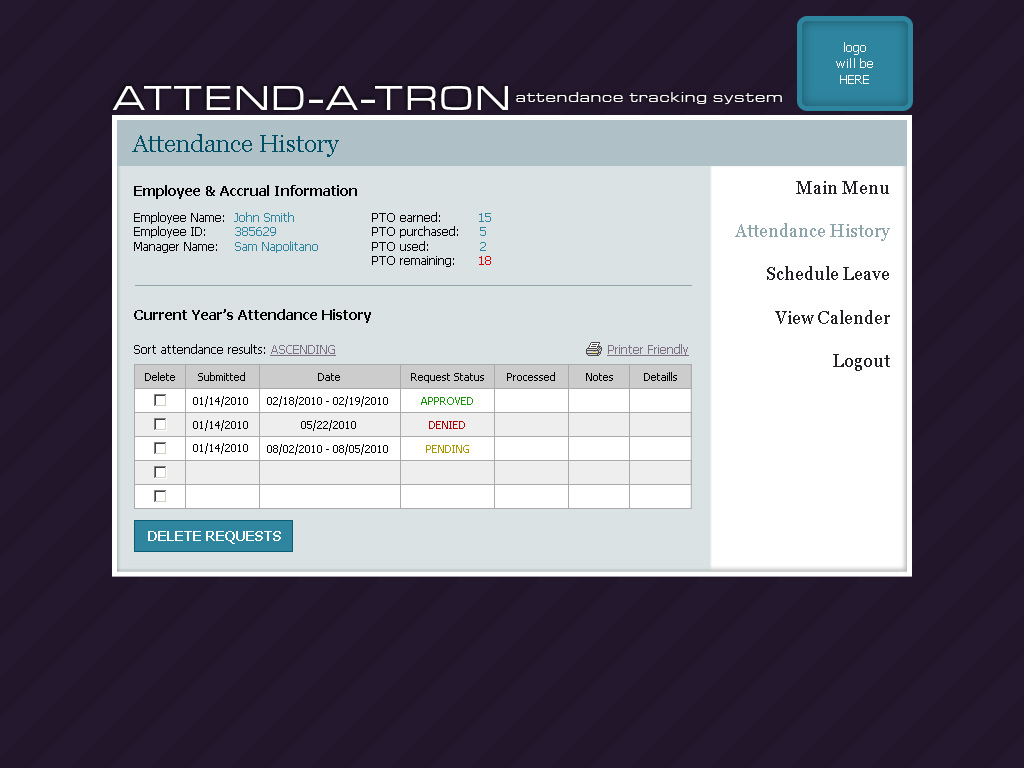 logo
will be
HERE
ATTEND-A-TRON attendance tracking system
Attendance History
Employee & Accrual Information
Employee Name: John Smith
Employee ID: 385629
Manager Name: Sam Napolitano
PTO earned: 15
PTO purchased: 5
PTO used: 2
PTO remaining: 18
Current Year's Attendance History
Sort attendance results: ASCENDING Printer Friendly
Delete Submitted Date Request Status Processed Notes Detaills
01/14/2010 02/18/2010 - 02/19/2010 APPROVED
01/14/2010 05/22/2010 DENIED
01/14/2010 08/02/2010 - 08/05/2010 PENDING
DELETE REQUESTS
Main Menu
Attendance History
Schedule Leave
View Calender
Logout